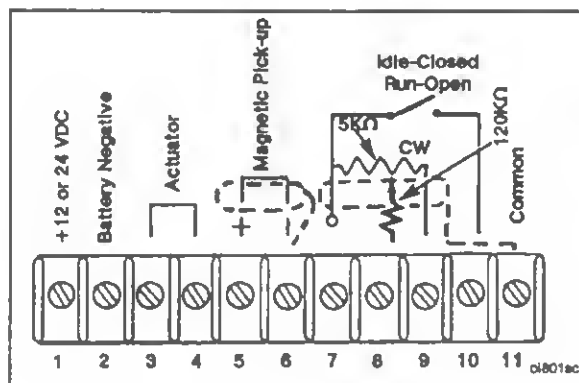 Idle-Closed
Run-Open
5KΩ
CW
120KΩ
+12 or 24 VDC
Battery Negative
Actuator
Magnetic Pick-up
Common
+
1 2 3 4 5 6 7 8 9 10 11